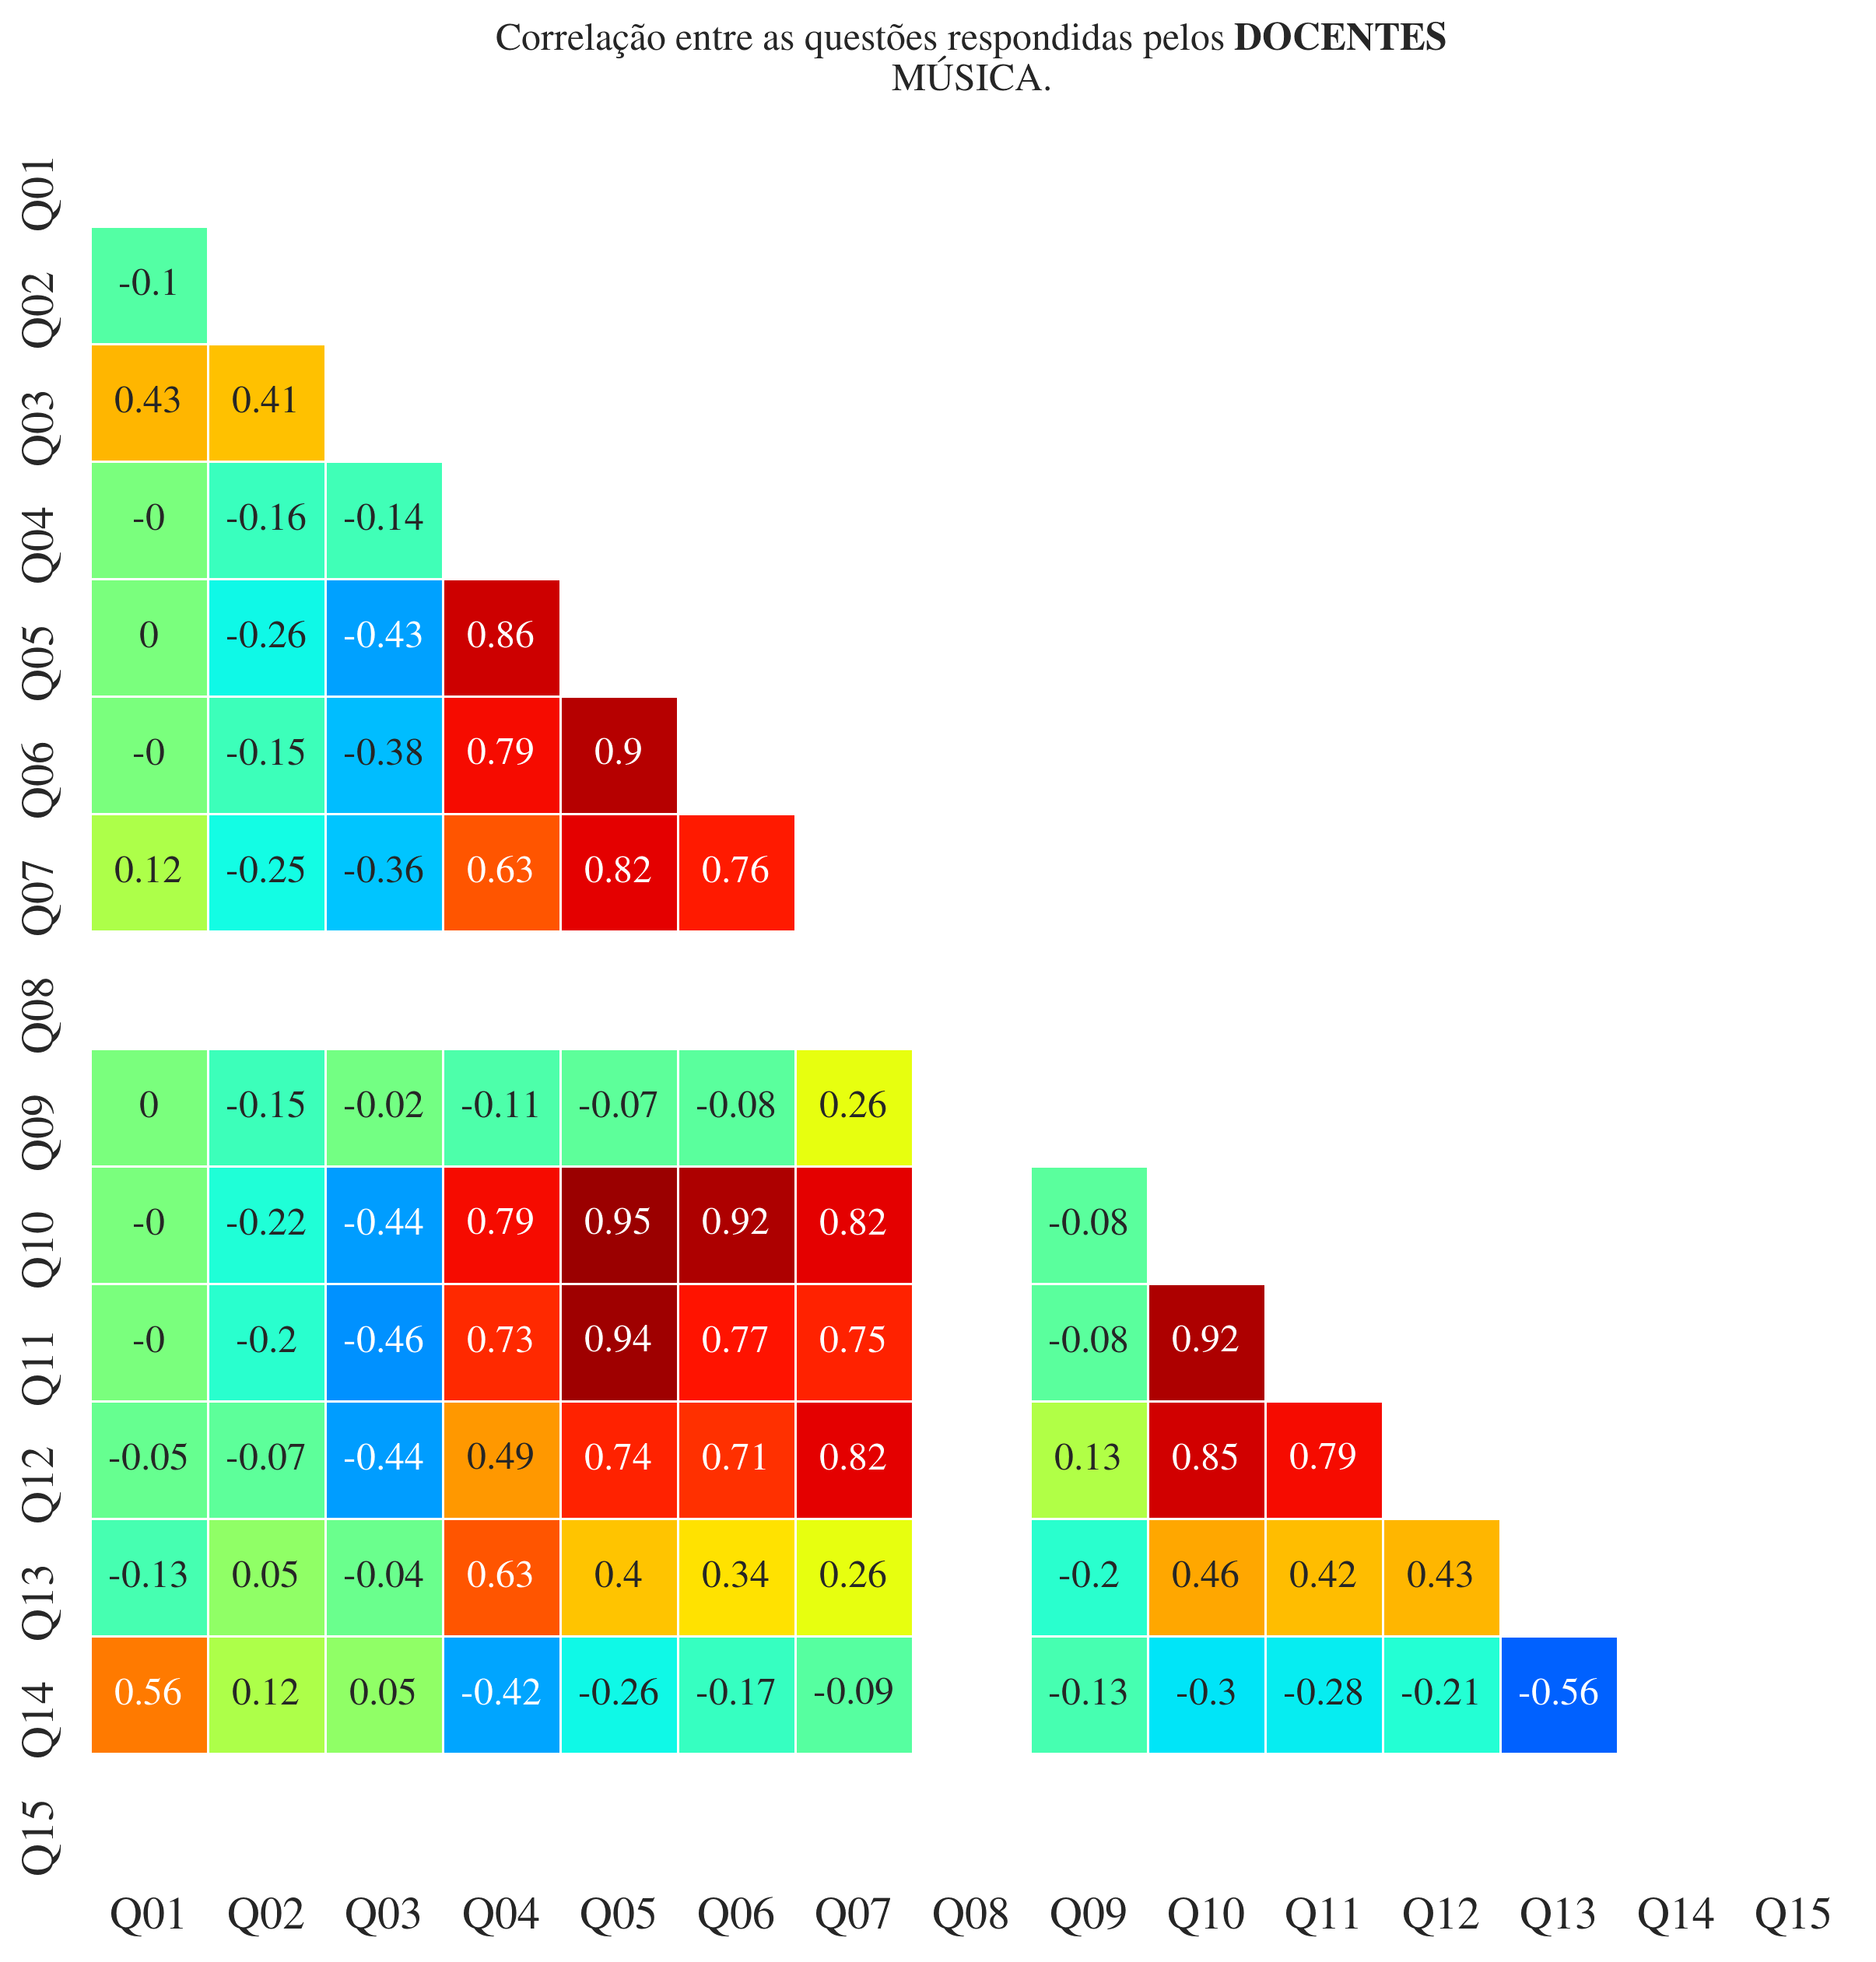 Correlação entre as questões respondidas pelos DOCENTES
MÚSICA.
Q01
Q02 -0.1
Q03 0.43 0.41
Q04 -0 -0.16 -0.14
Q05 0 -0.26 -0.43 0.86
Q06 -0 -0.15 -0.38 0.79 0.9
Q07 0.12 -0.25 -0.36 0.63 0.82 0.76
Q08
Q09 0 -0.15 -0.02 -0.11 -0.07 -0.08 0.26
Q10 -0 -0.22 -0.44 0.79 0.95 0.92 0.82 -0.08
Q11 -0 -0.2 -0.46 0.73 0.94 0.77 0.75 -0.08 0.92
Q12 -0.05 -0.07 -0.44 0.49 0.74 0.71 0.82 0.13 0.85 0.79
Q13 -0.13 0.05 -0.04 0.63 0.4 0.34 0.26 -0.2 0.46 0.42 0.43
Q14 0.56 0.12 0.05 -0.42 -0.26 -0.17 -0.09 -0.13 -0.3 -0.28 -0.21 -0.56
Q15
Q01 Q02 Q03 Q04 Q05 Q06 Q07 Q08 Q09 Q10 Q11 Q12 Q13 Q14 Q15